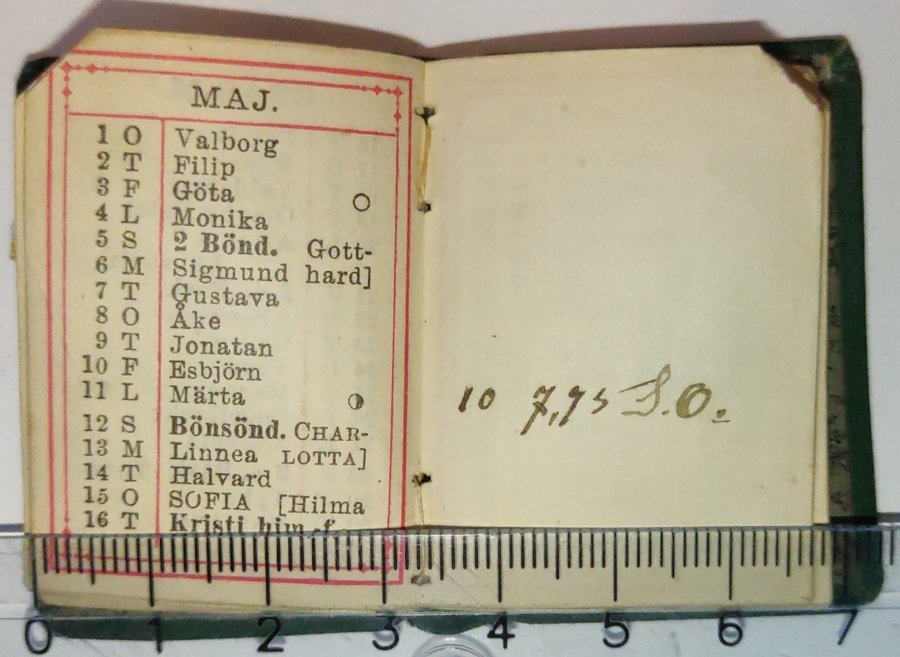 MAJ.
1 O Valborg
2 T Filip
3 F Göta
4 L Monika
5 S 2 Bönd. Gott-
6 M Sigmund hard]
7 T Gustava
8 O Åke
9 T Jonatan
10 F Esbjörn
11 L Märta
12 S Bönsönd. CHAR-
13 M Linnea LOTTA]
14 T Halvard
15 O SOFIA [Hilma
16 T Kristi him.-f.
10 7,75 S.O.
0 1 2 3 4 5 6 7